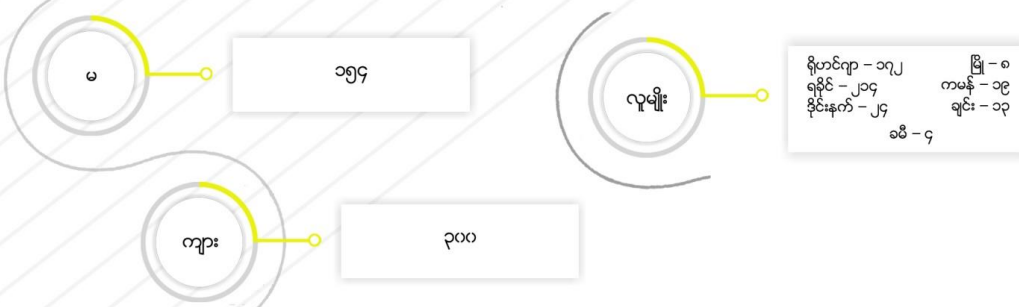 မ
၁၅၄
ကျား
၃၀၀
လူမျိုး
ရိုဟင်ဂျာ – ၁၇၂
မြို – ၈
ရခိုင် – ၂၁၄
ကမန် – ၁၉
ဒိုင်းနက် – ၂၄
ချင်း – ၁၃
ခမီ – ၄